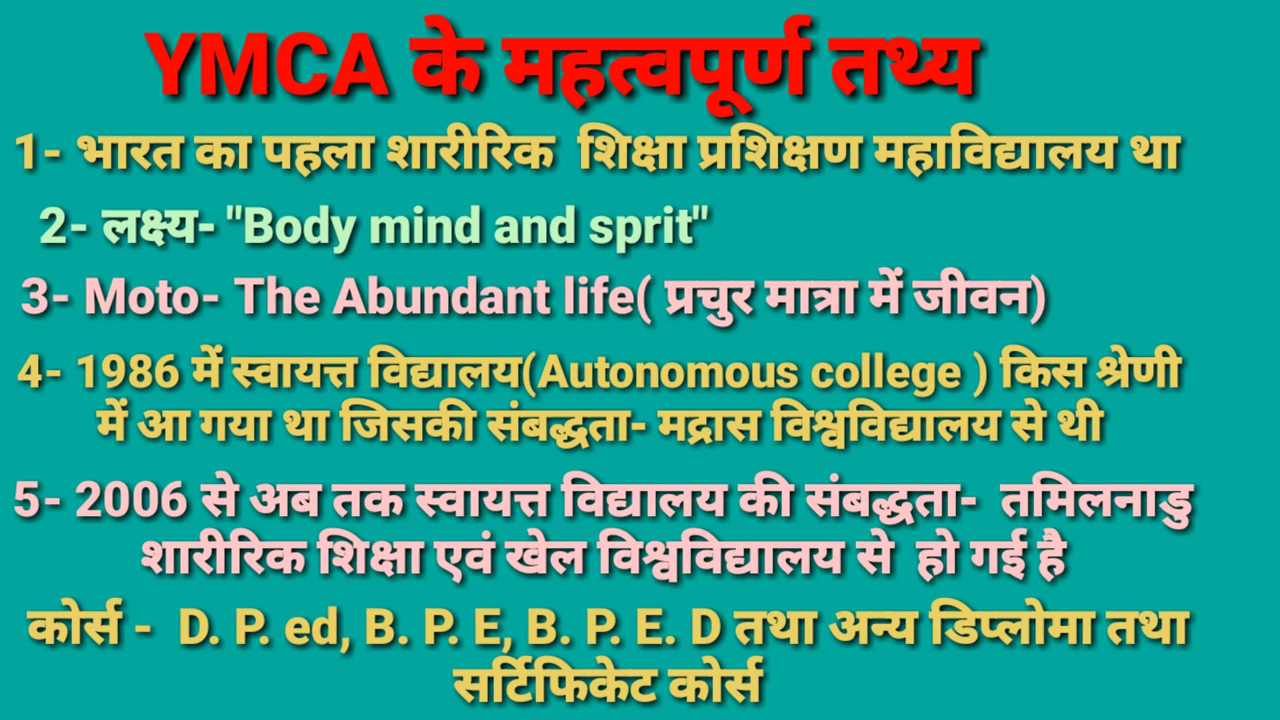 YMCA के महत्वपूर्ण तथ्य
1- भारत का पहला शारीरिक शिक्षा प्रशिक्षण महाविद्यालय था
2- लक्ष्य- "Body mind and sprit"
3- Moto- The Abundant life( प्रचुर मात्रा में जीवन)
4- 1986 में स्वायत्त विद्यालय(Autonomous college ) किस श्रेणी
में आ गया था जिसकी संबद्धता- मद्रास विश्वविद्यालय से थी
5- 2006 से अब तक स्वायत्त विद्यालय की संबद्धता- तमिलनाडु
शारीरिक शिक्षा एवं खेल विश्वविद्यालय से हो गई है
कोर्स - D. P. ed, B. P. E, B. P. E. D तथा अन्य डिप्लोमा तथा
सर्टिफिकेट कोर्स